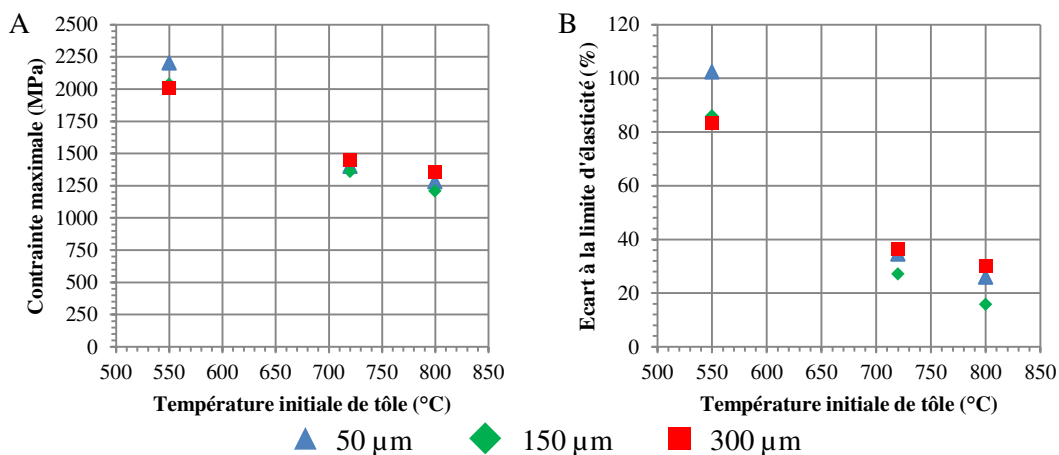 A
Contrainte maximale (MPa)
2500
2250
2000
1750
1500
1250
1000
750
500
250
0
500 550 600 650 700 750 800 850
Température initiale de tôle (°C)
B
Ecart à la limite d'élasticité (%)
120
100
80
60
40
20
0
500 550 600 650 700 750 800 850
Température initiale de tôle (°C)
50 µm 150 µm 300 µm